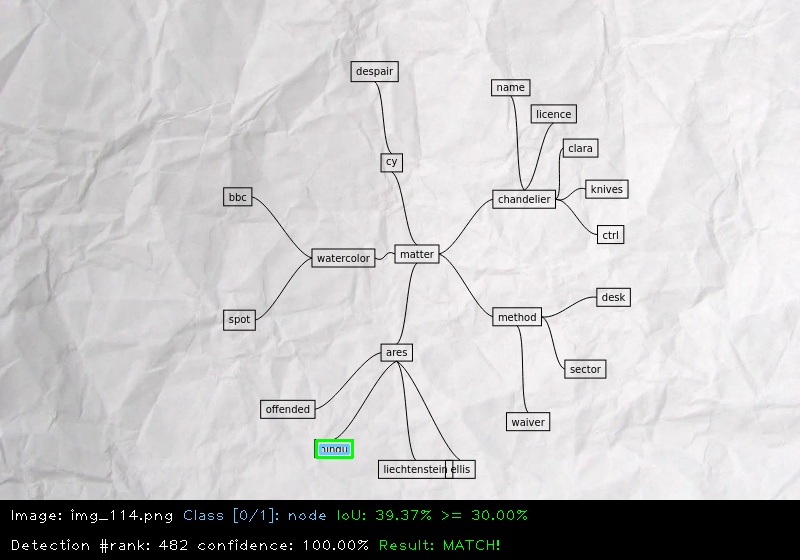 despair
name
licence
cy
clara
knives
bbc
chandelier
ctrl
matter
watercolor
desk
spot
method
ares
sector
offended
waiver
liechtenstein
ellis
Image: img_114.png Class [0/1]: node IoU: 39.37% >= 30.00%
Detection #rank: 482 confidence: 100.00% Result: MATCH!